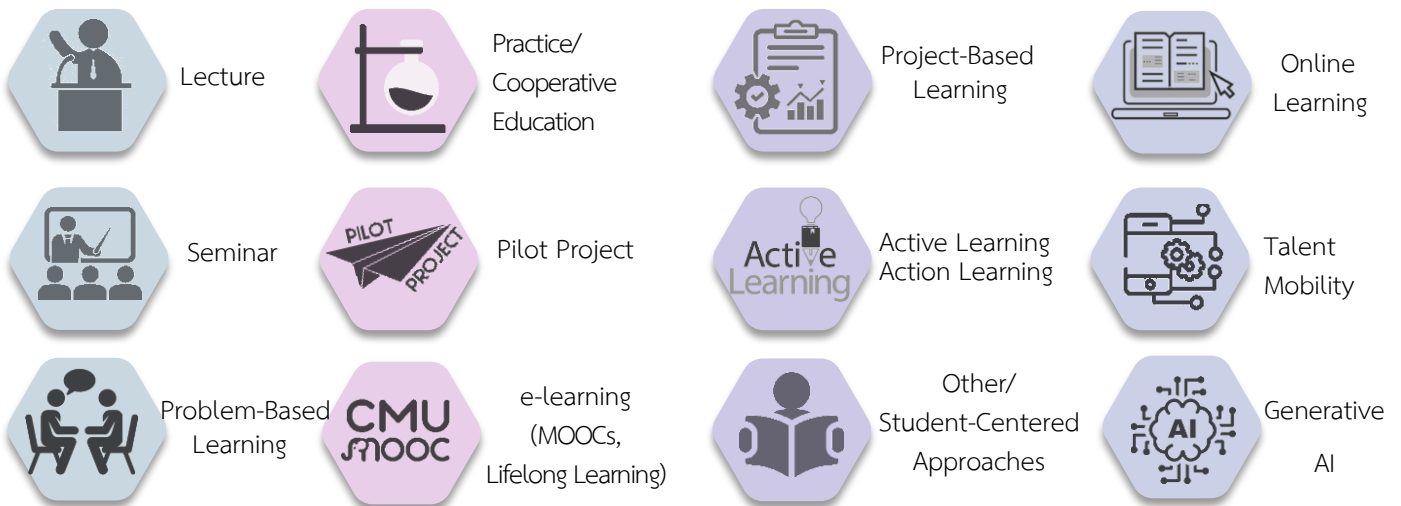 Lecture
Practice/
Cooperative
Education
Project-Based
Learning
Online
Learning
Seminar
PILOT
PROJECT
Pilot Project
Active
Learning
Active Learning
Action Learning
Talent
Mobility
Problem-Based
Learning
CMU
MOOC
e-learning
(MOOCs,
Lifelong Learning)
Other/
Student-Centered
Approaches
AI
Generative
AI